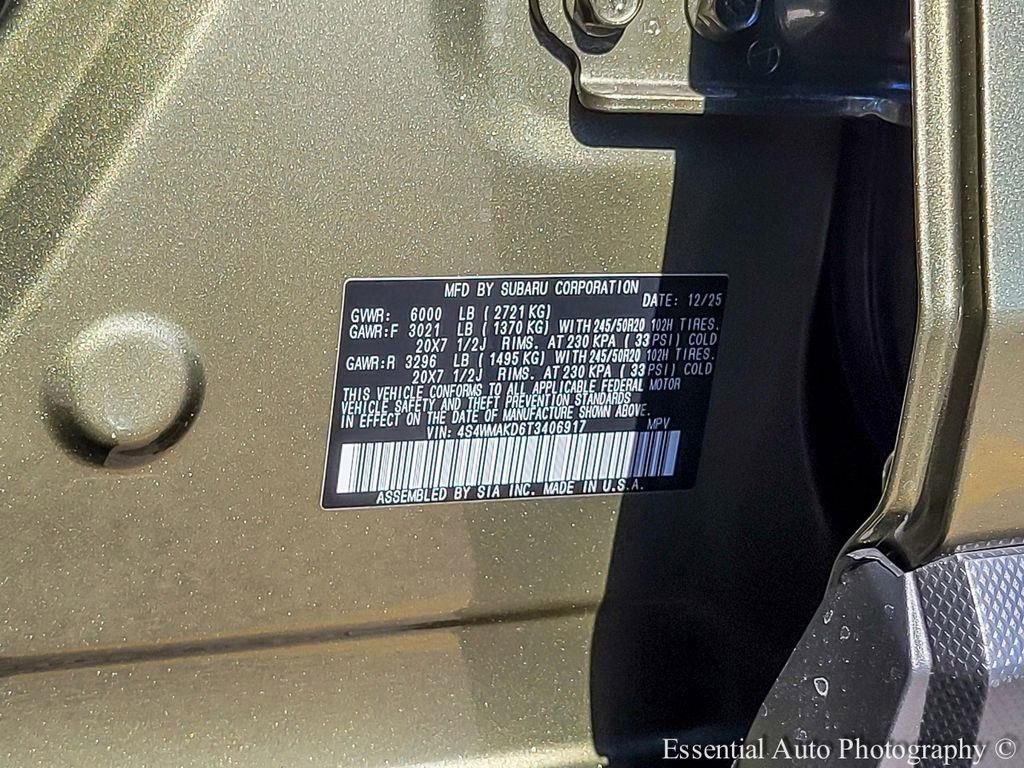 MFD BY SUBARU CORPORATION
DATE: 12/25
GVWR: 6000 LB ( 2721 KG)
GAWR:F 3021 LB ( 1370 KG) WITH 245/50R20 102H TIRES.
20X7 1/2J RIMS. AT 230 KPA ( 33 PSI) COLD
GAWR:R 3296 LB ( 1495 KG) WITH 245/50R20 102H TIRES.
20X7 1/2J RIMS. AT 230 KPA ( 33 PSI) COLD
THIS VEHICLE CONFORMS TO ALL APPLICABLE FEDERAL MOTOR
VEHICLE SAFETY AND THEFT PREVENTION STANDARDS
IN EFFECT ON THE DATE OF MANUFACTURE SHOWN ABOVE.
VIN: 4S4WMAKD6T3406917 MPV
ASSEMBLED BY SIA INC. MADE IN U.S.A.
Essential Auto Photography ©